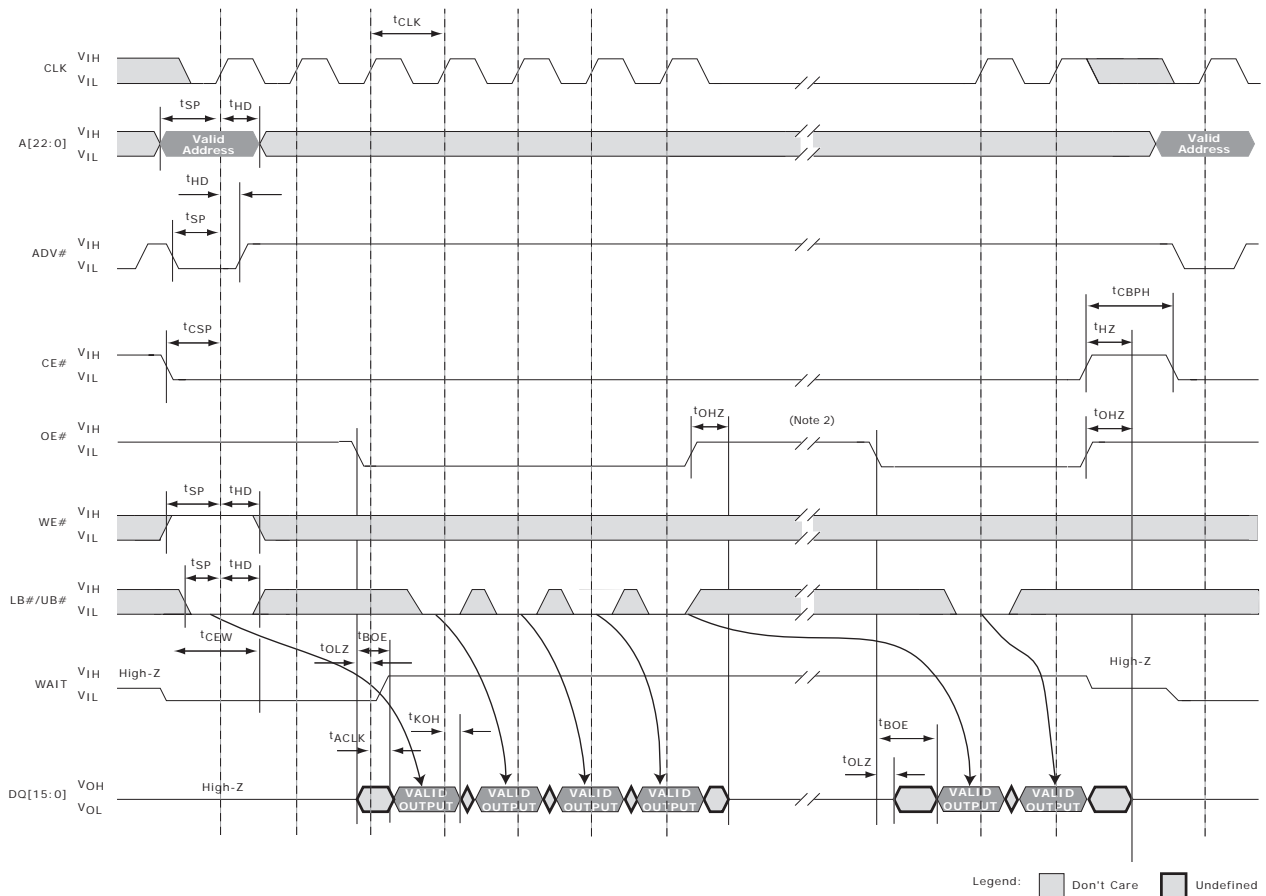 tCLK
CLK
VIH
VIL
tSP
tHD
A[22:0]
VIH
VIL
Valid
Address
Valid
Address
tHD
tSP
ADV#
VIH
VIL
tCBPH
tCSP
tHZ
CE#
VIH
VIL
tOHZ
(Note 2)
tOHZ
OE#
VIH
VIL
tSP
tHD
WE#
VIH
VIL
tSP
tHD
LB#/UB#
VIH
VIL
tCEW
tBOE
tOLZ
High-Z
High-Z
WAIT
VIH
VIL
tKOH
tBOE
tACLK
tOLZ
High-Z
DQ[15:0]
VOH
VOL
VALID
OUTPUT
VALID
OUTPUT
VALID
OUTPUT
VALID
OUTPUT
VALID
OUTPUT
VALID
OUTPUT
Legend:
Don't Care
Undefined